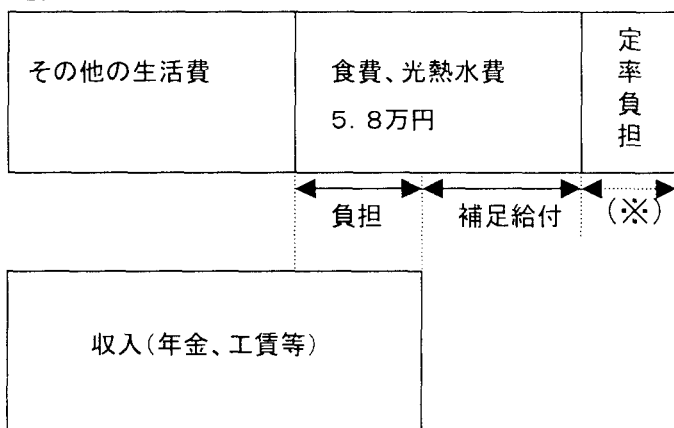 その他の生活費
食費、光熱水費
5.8万円
定率負担
負担
補足給付
(※)
収入(年金、工賃等)